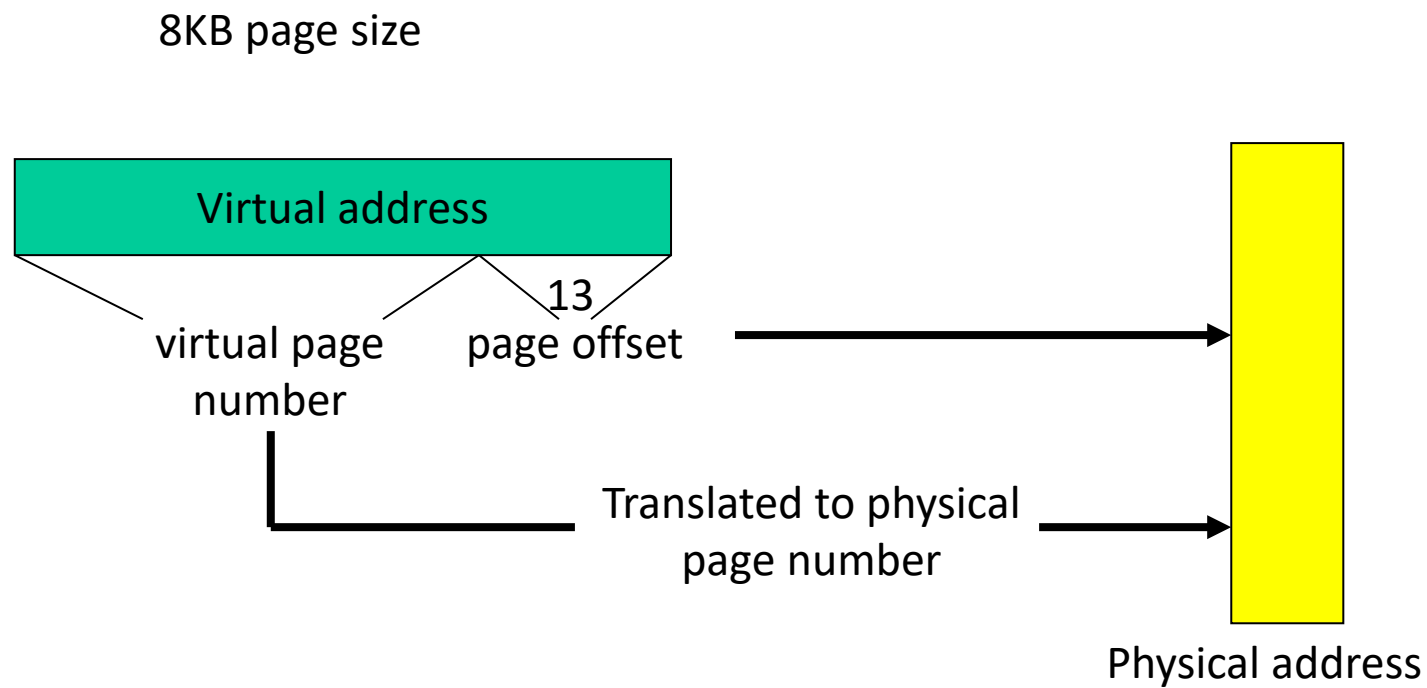 8KB page size
Virtual address
13
virtual page
number
page offset
Translated to physical
page number
Physical address